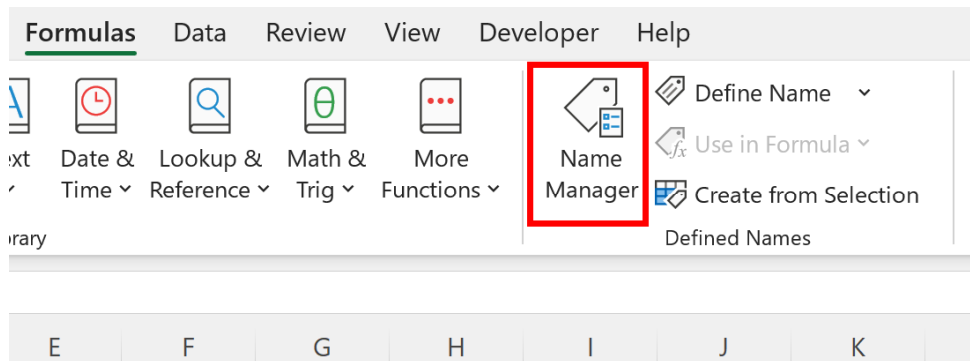 Formulas Data Review View Developer Help
Date & Time
Lookup & Reference
Math & Trig
More Functions
Name Manager
Define Name
Use in Formula
Create from Selection
Defined Names
E F G H I J K